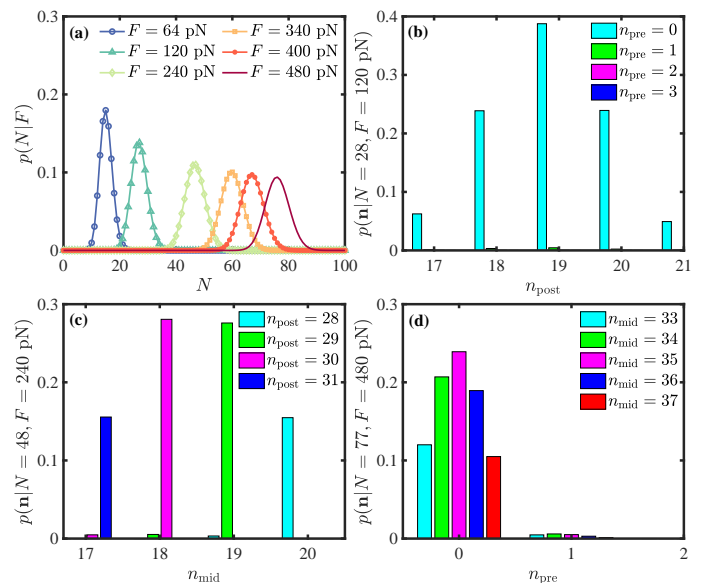 (a)
F = 64 pN
F = 120 pN
F = 240 pN
F = 340 pN
F = 400 pN
F = 480 pN
p(N|F)
0.3
0.2
0.1
0
0 20 40 60 80 100
N
(b)
n_pre = 0
n_pre = 1
n_pre = 2
n_pre = 3
p(n|N = 28, F = 120 pN)
0.4
0.3
0.2
0.1
0
17 18 19 20 21
n_post
(c)
n_post = 28
n_post = 29
n_post = 30
n_post = 31
p(n|N = 48, F = 240 pN)
0.3
0.2
0.1
0
17 18 19 20
n_mid
(d)
n_mid = 33
n_mid = 34
n_mid = 35
n_mid = 36
n_mid = 37
p(n|N = 77, F = 480 pN)
0.3
0.2
0.1
0
0 1 2
n_pre